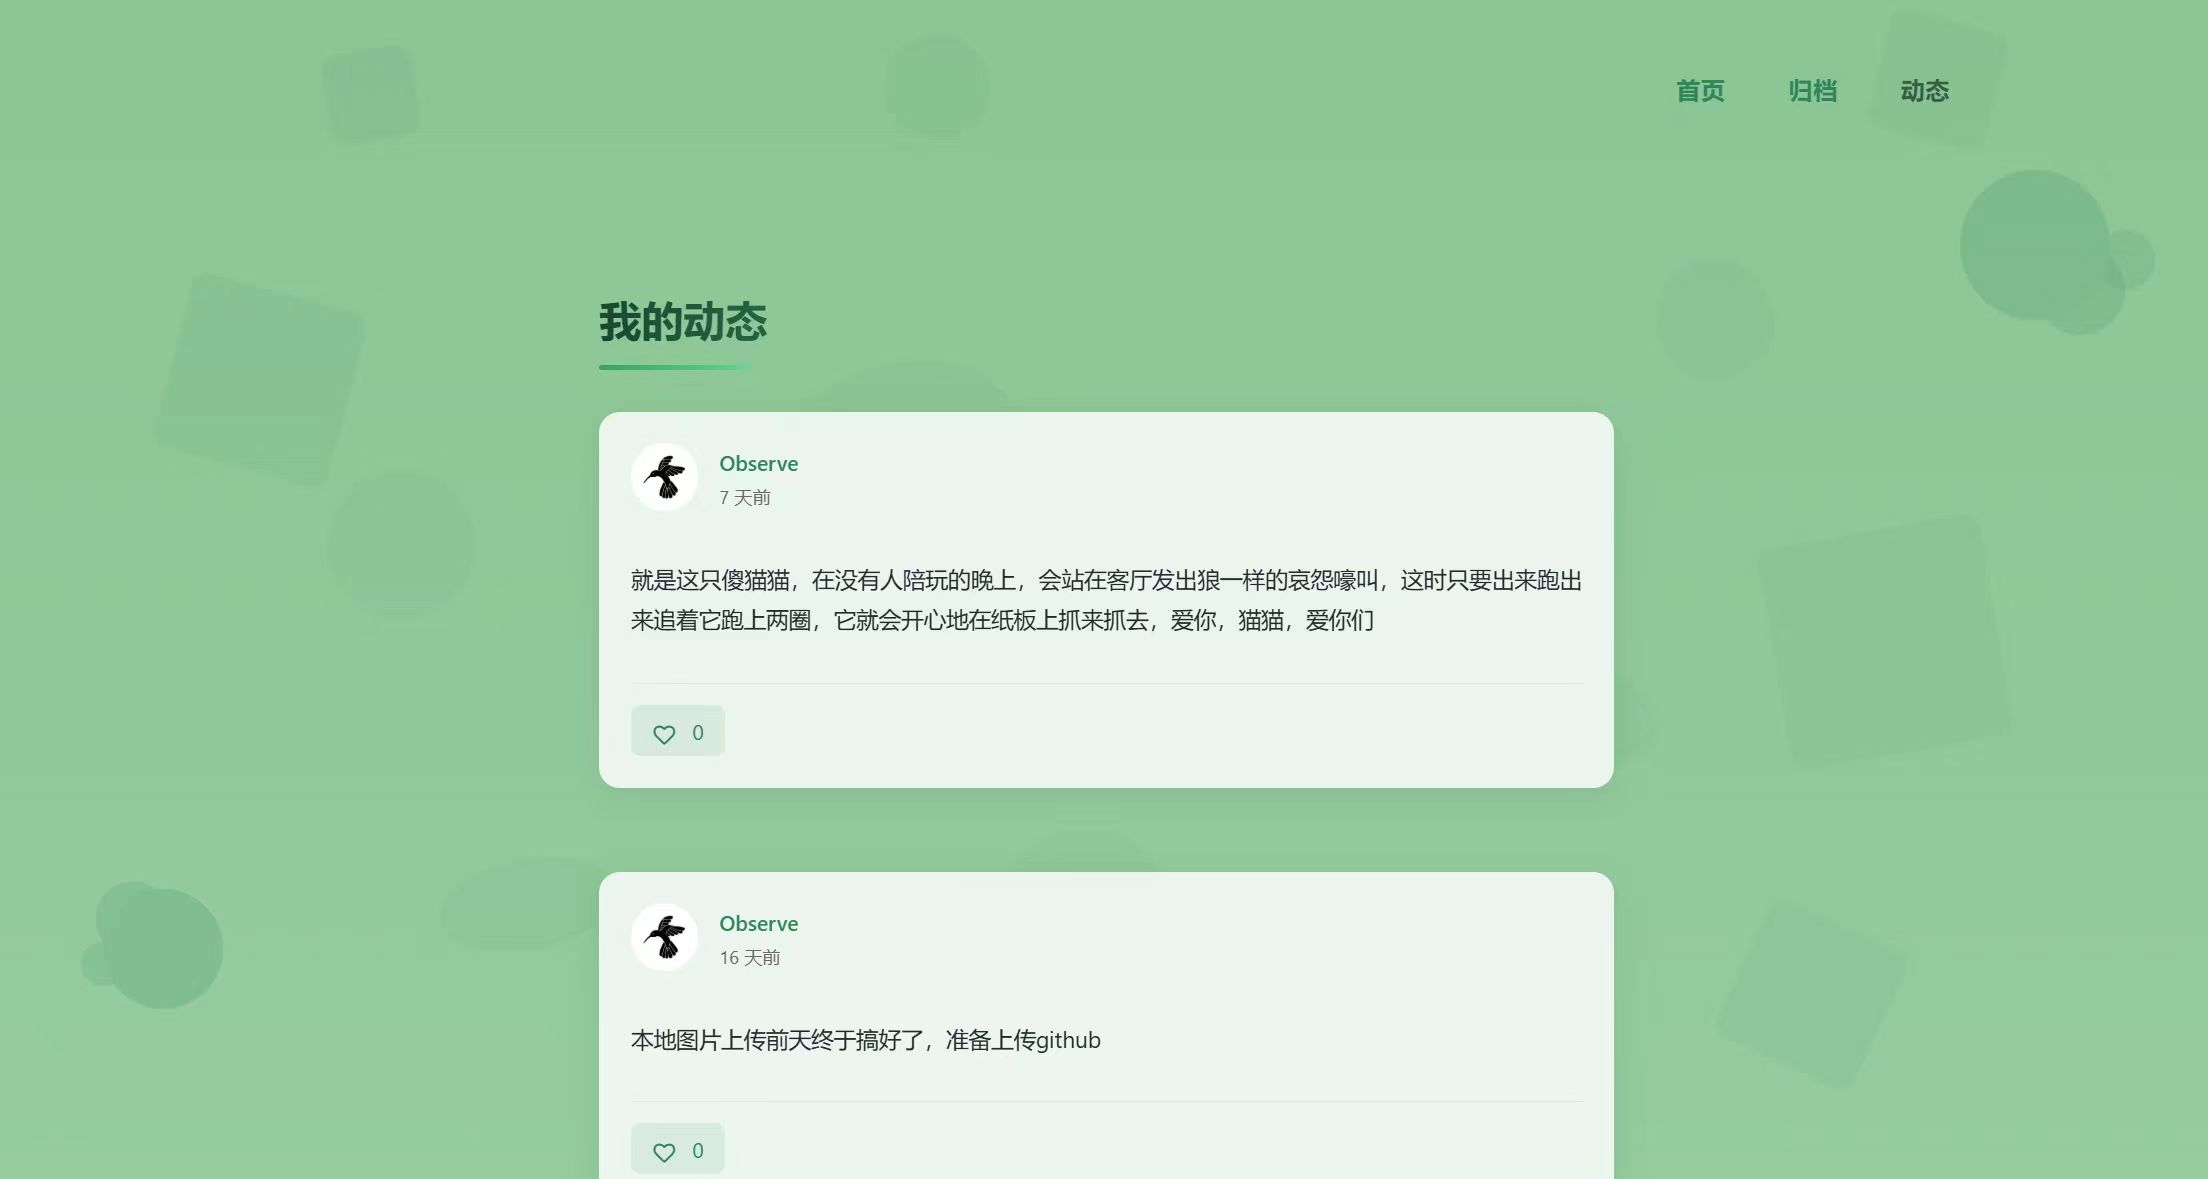 首页 归档 动态
我的动态
Observe
7 天前
就是这只傻猫猫，在没有人陪玩的晚上，会站在客厅发出狼一样的哀怨嚎叫，这时只要出来跑出
来追着它跑上两圈，它就会开心地在纸板上抓来抓去，爱你，猫猫，爱你们
0
Observe
16 天前
本地图片上传前天终于搞好了，准备上传github
0